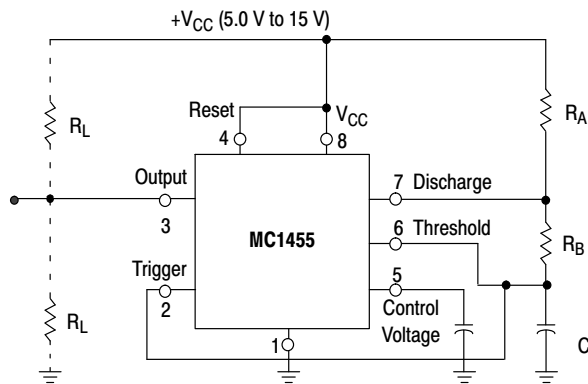 +VCC (5.0 V to 15 V)
Reset
VCC
4
8
RL
RA
Output
7 Discharge
3
6 Threshold
MC1455
RB
Trigger
5
2
Control
Voltage
RL
1
C